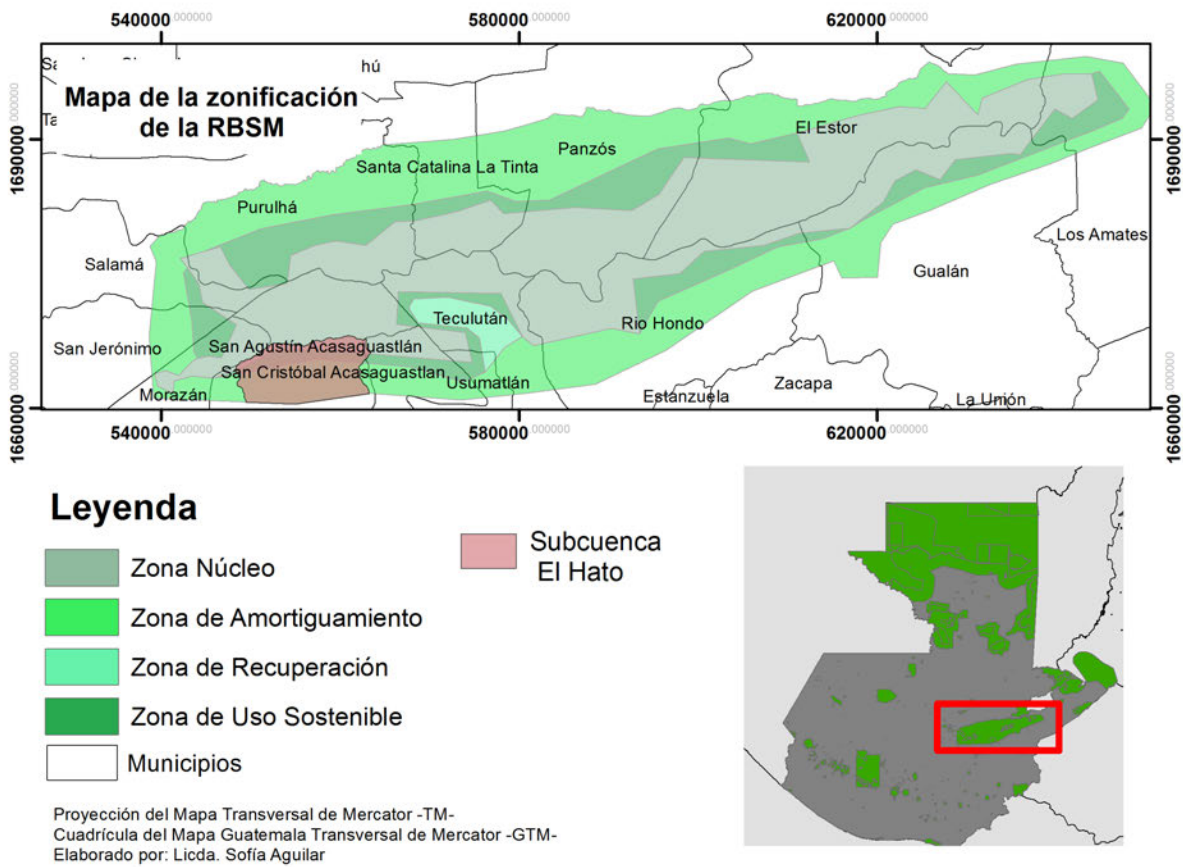 540000.000000
580000.000000
620000.000000
hú
Mapa de la zonificación
de la RBSM
1690000.000000
1690000.000000
El Estor
Panzós
Santa Catalina La Tinta
Purulhá
Los Amates
Salamá
Gualán
Teculután
Rio Hondo
San Jerónimo
San Agustín Acasaguastlán
San Cristóbal Acasaguastlan
Usumatlán
Zacapa
Morazán
Estanzuela
La Unión
1660000.000000
1660000.000000
540000.000000
580000.000000
620000.000000
Leyenda
Zona Núcleo
Zona de Amortiguamiento
Zona de Recuperación
Zona de Uso Sostenible
Municipios
Subcuenca
El Hato
Proyección del Mapa Transversal de Mercator -TM-
Cuadrícula del Mapa Guatemala Transversal de Mercator -GTM-
Elaborado por: Licda. Sofía Aguilar